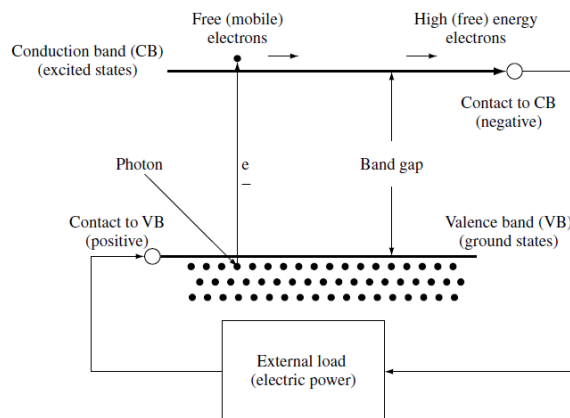 Free (mobile)
electrons
High (free) energy
electrons
Conduction band (CB)
(excited states)
Contact to CB
(negative)
Photon
e
–
Band gap
Contact to VB
(positive)
Valence band (VB)
(ground states)
External load
(electric power)